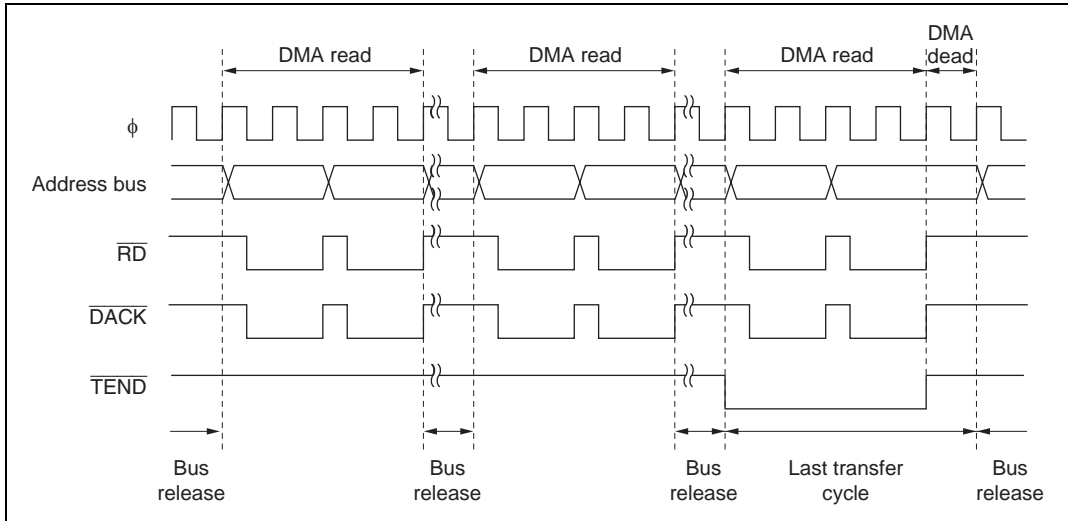 DMA read
DMA read
DMA read
DMA
dead
φ
Address bus
RD
DACK
TEND
Bus
release
Bus
release
Bus
release
Last transfer
cycle
Bus
release